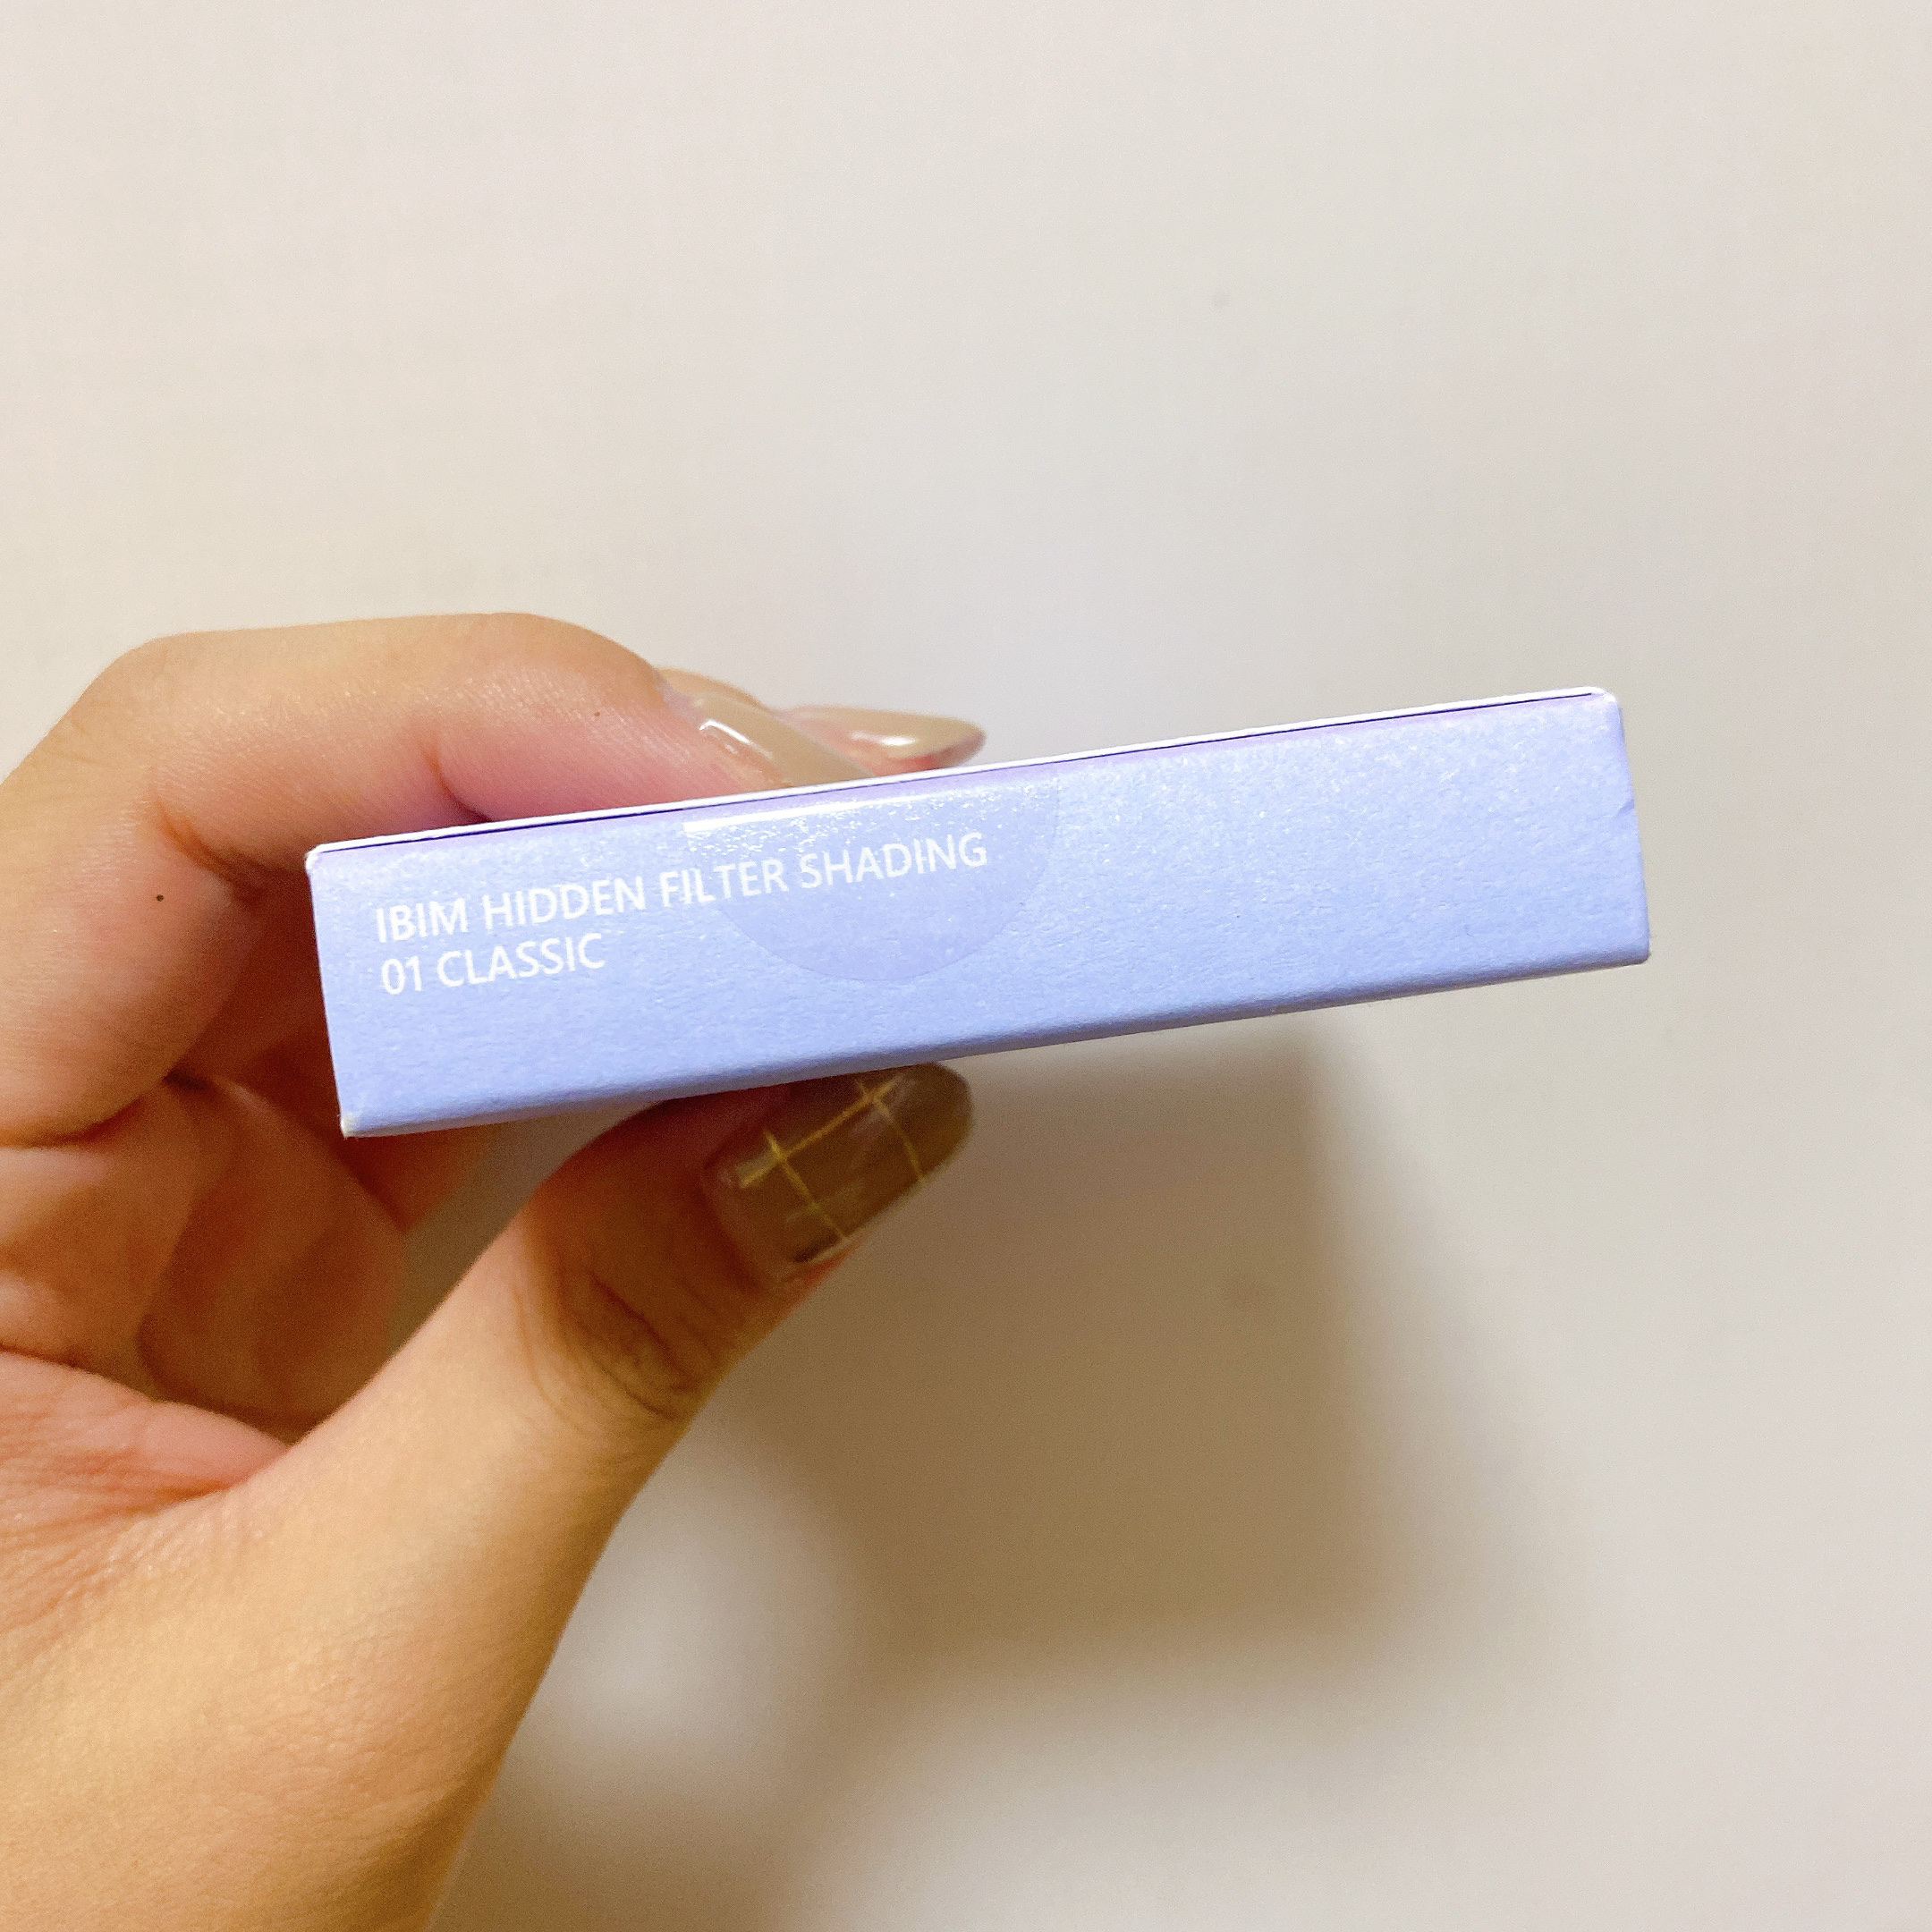 IBIM HIDDEN FILTER SHADING
01 CLASSIC